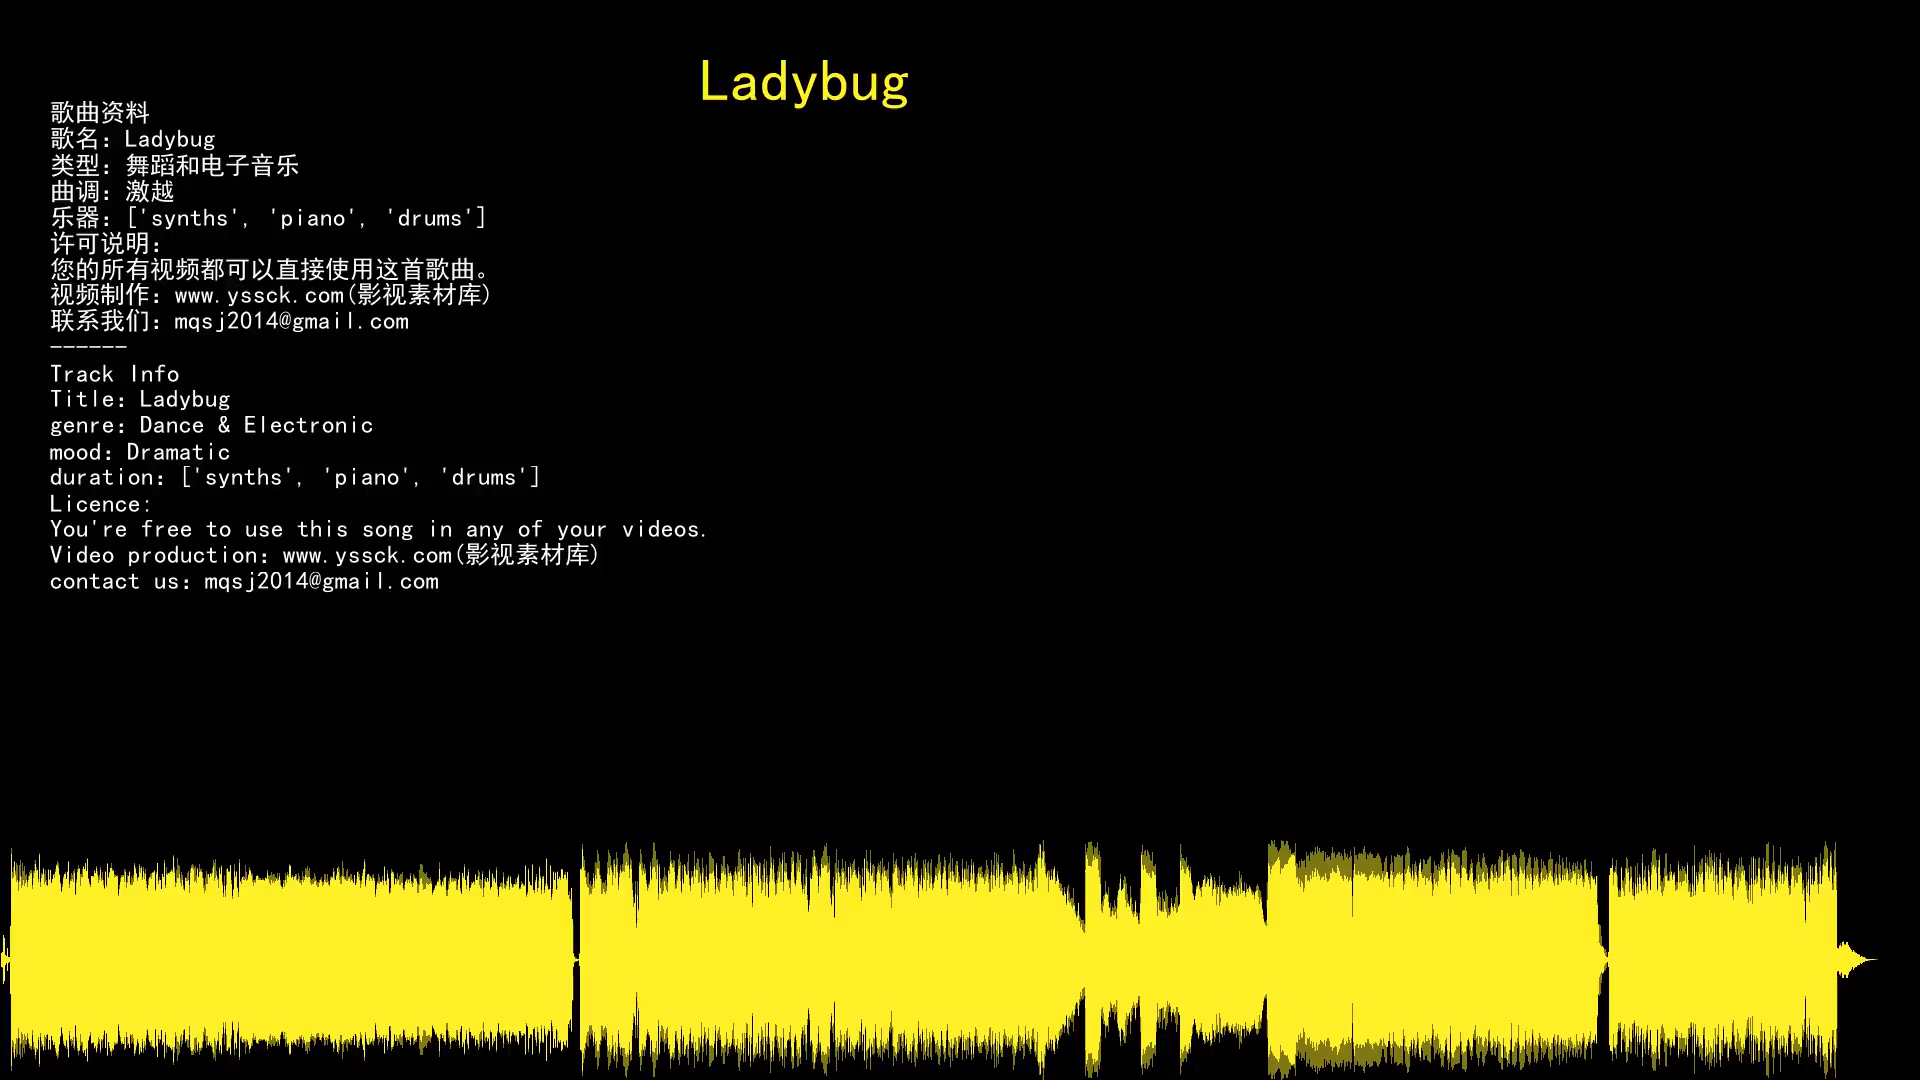 Ladybug
歌曲资料
歌名：Ladybug
类型：舞蹈和电子音乐
曲调：激越
乐器：['synths', 'piano', 'drums']
许可说明：
您的所有视频都可以直接使用这首歌曲。
视频制作：www.yssck.com(影视素材库)
联系我们：mqsj2014@gmail.com
------
Track Info
Title：Ladybug
genre：Dance & Electronic
mood：Dramatic
duration：['synths', 'piano', 'drums']
Licence:
You're free to use this song in any of your videos.
Video production：www.yssck.com(影视素材库)
contact us：mqsj2014@gmail.com